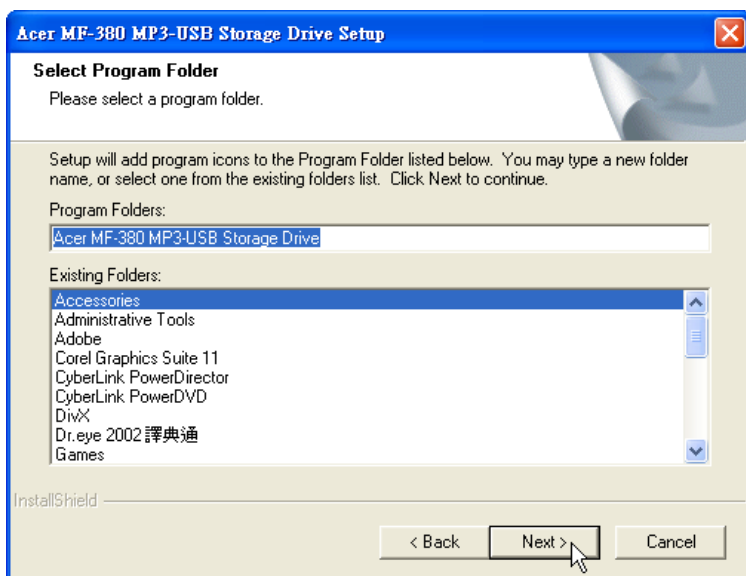 Acer MF-380 MP3-USB Storage Drive Setup
Select Program Folder
Please select a program folder.
Setup will add program icons to the Program Folder listed below. You may type a new folder
name, or select one from the existing folders list. Click Next to continue.
Program Folders:
Acer MF-380 MP3-USB Storage Drive
Existing Folders:
Accessories
Administrative Tools
Adobe
Corel Graphics Suite 11
CyberLink PowerDirector
CyberLink PowerDVD
DivX
Dr.eye 2002 譯典通
Games
InstallShield
< Back
Next >
Cancel